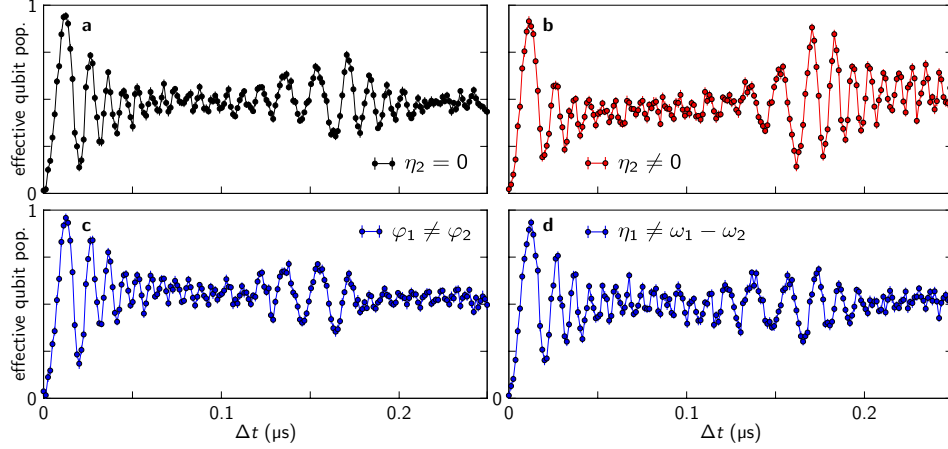 effective qubit pop.
1
0
a
η₂ = 0
b
η₂ ≠ 0
effective qubit pop.
1
0
c
φ₁ ≠ φ₂
d
η₁ ≠ ω₁ − ω₂
0
0.1
0.2
0
0.1
0.2
Δt (μs)
Δt (μs)